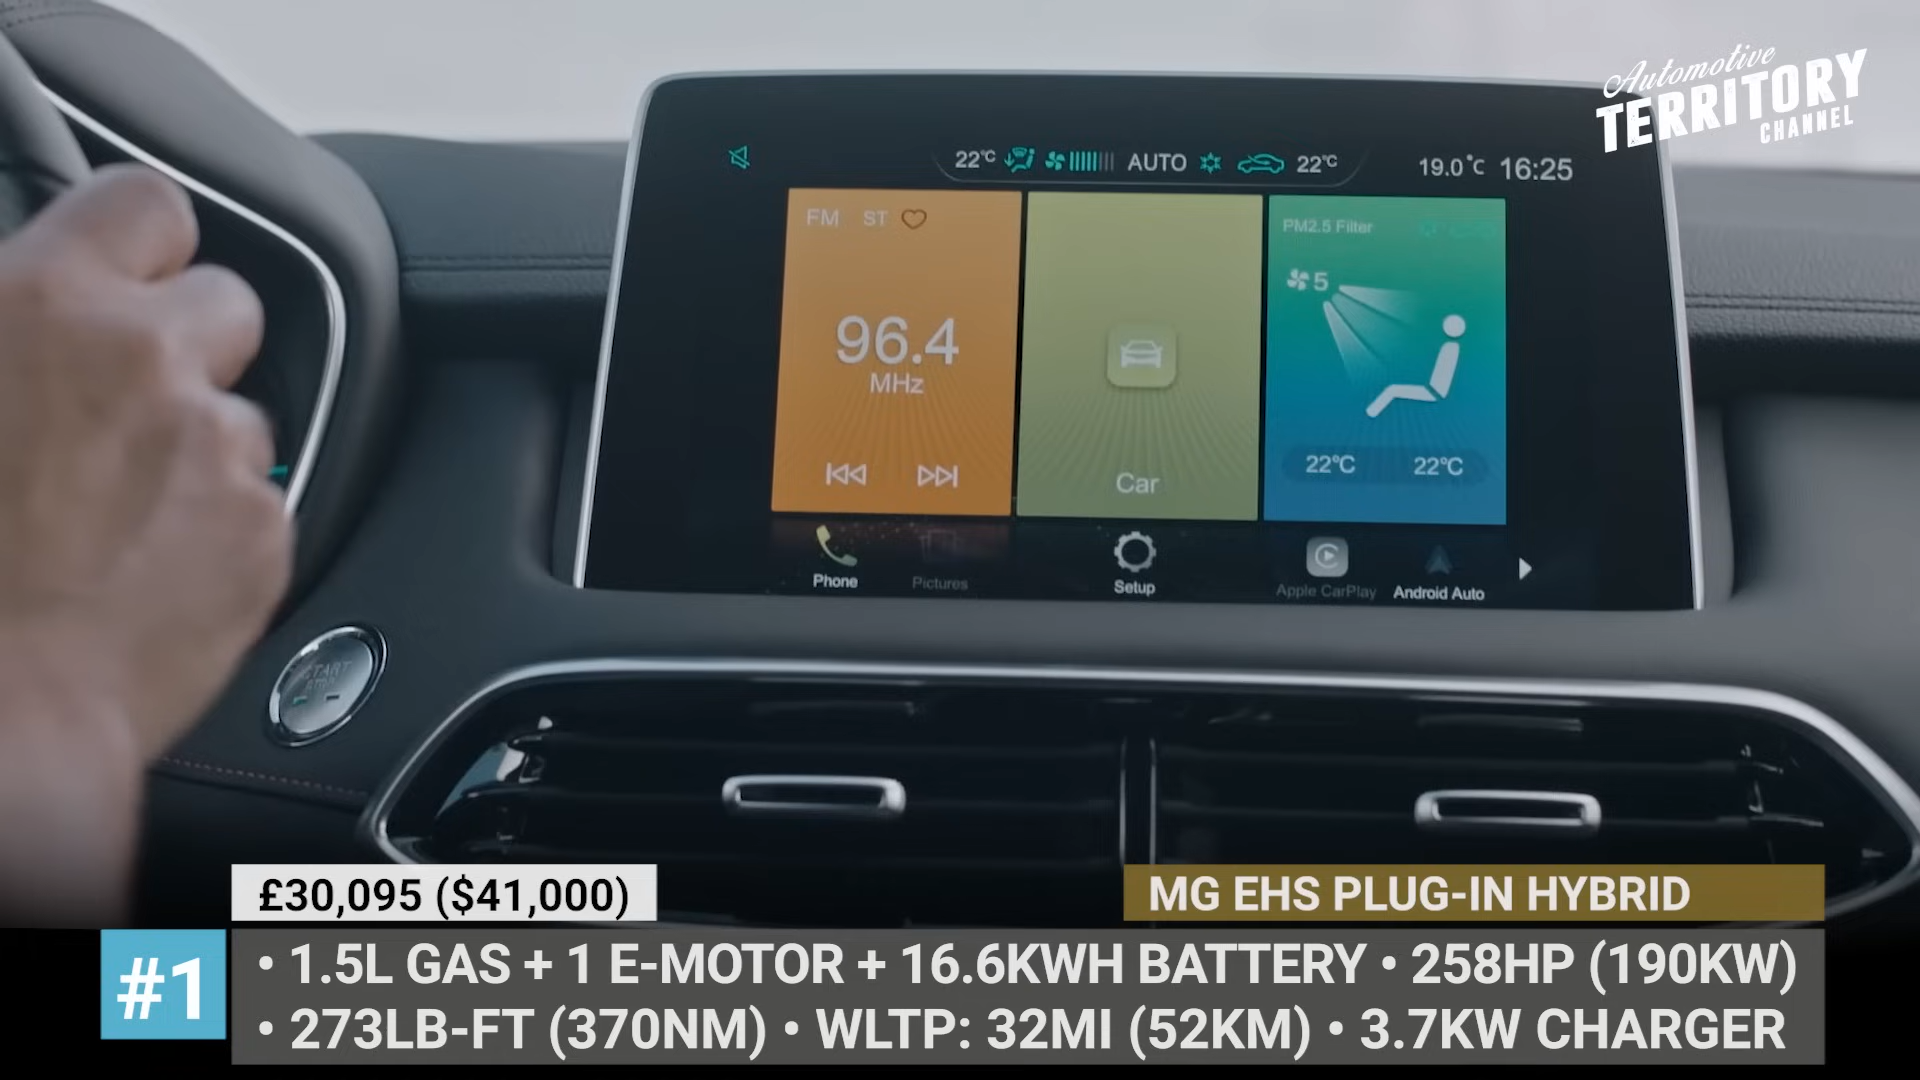 Automotive
TERRITORY
CHANNEL
22°C AUTO 22°C 19.0°C 16:25
FM ST
PM2.5 Filter
5
96.4
MHz
22°C 22°C
Car
Phone Pictures Setup Apple CarPlay Android Auto
START
STOP
£30,095 ($41,000)
MG EHS PLUG-IN HYBRID
#1
• 1.5L GAS + 1 E-MOTOR + 16.6KWH BATTERY • 258HP (190KW)
• 273LB-FT (370NM) • WLTP: 32MI (52KM) • 3.7KW CHARGER